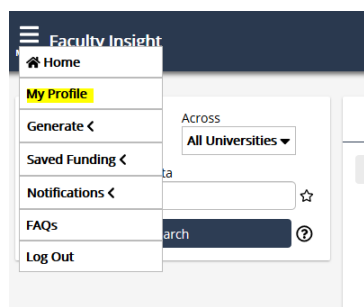 Faculty Insight
Home
My Profile
Generate <
Across
All Universities
Saved Funding <
ta
Notifications <
FAQs
arch
Log Out